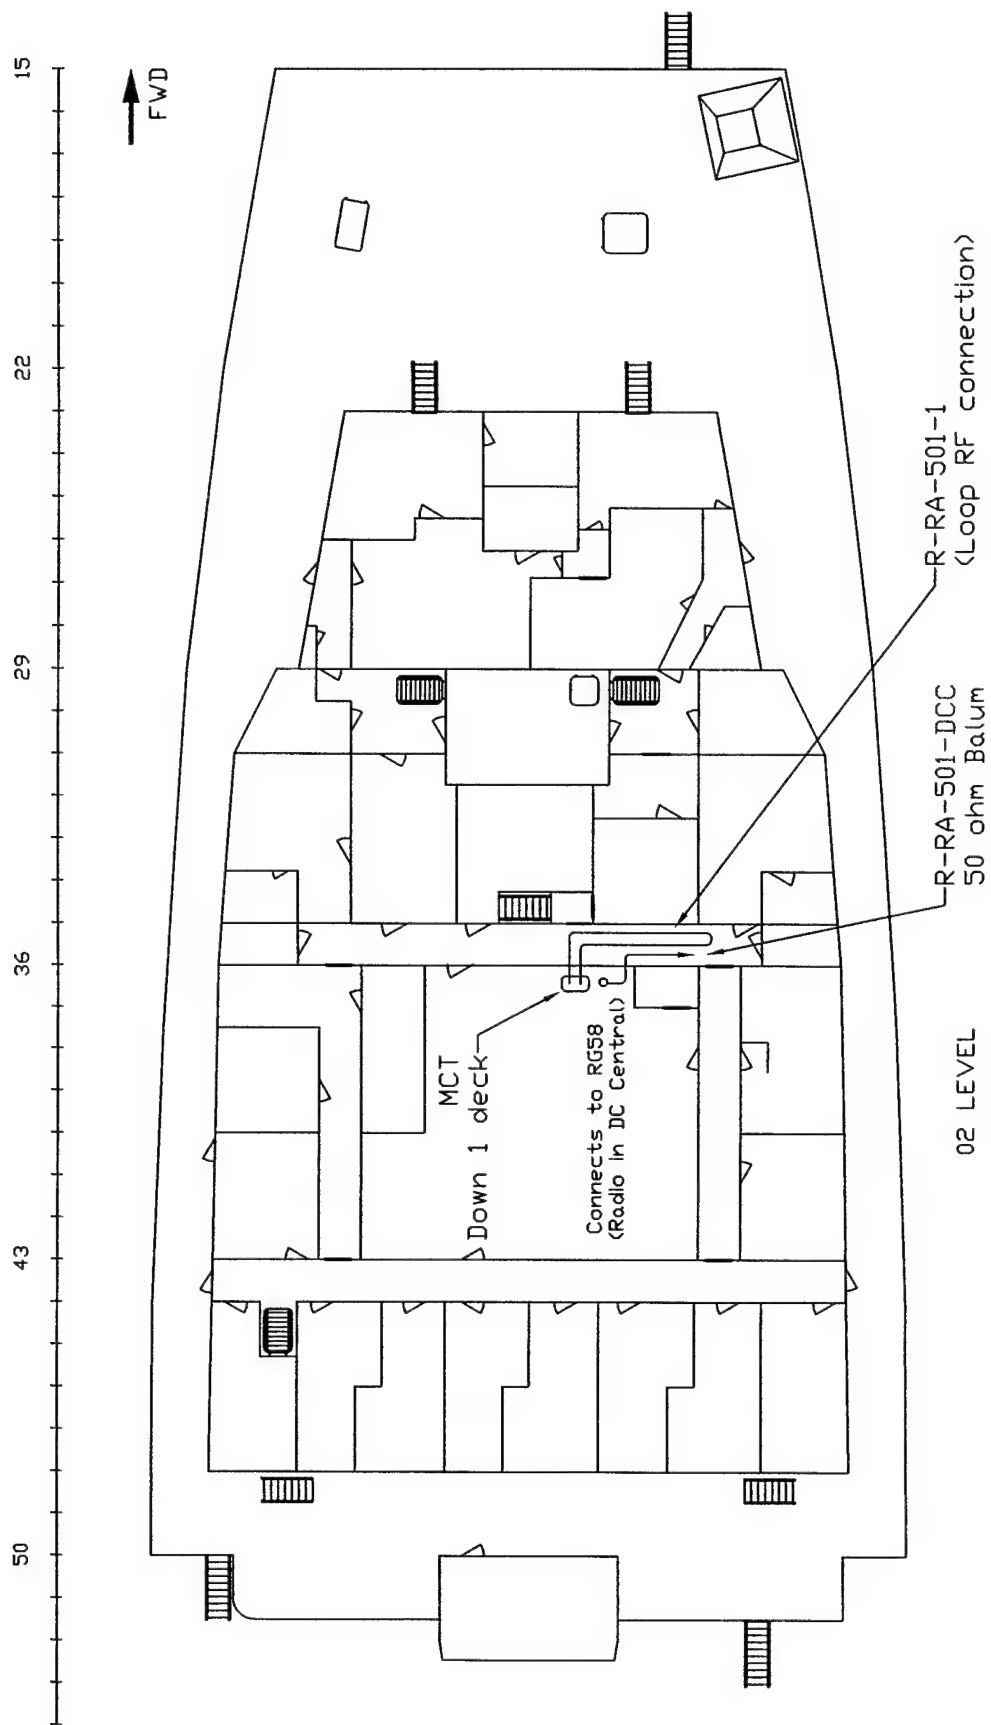 15
22
29
36
43
50
FWD
R-RA-501-1
(Loop RF connection)
R-RA-501-DCC
50 ohm Balum
MCT
Down 1 deck
Connects to RG58
(Radio in DC Central)
02 LEVEL